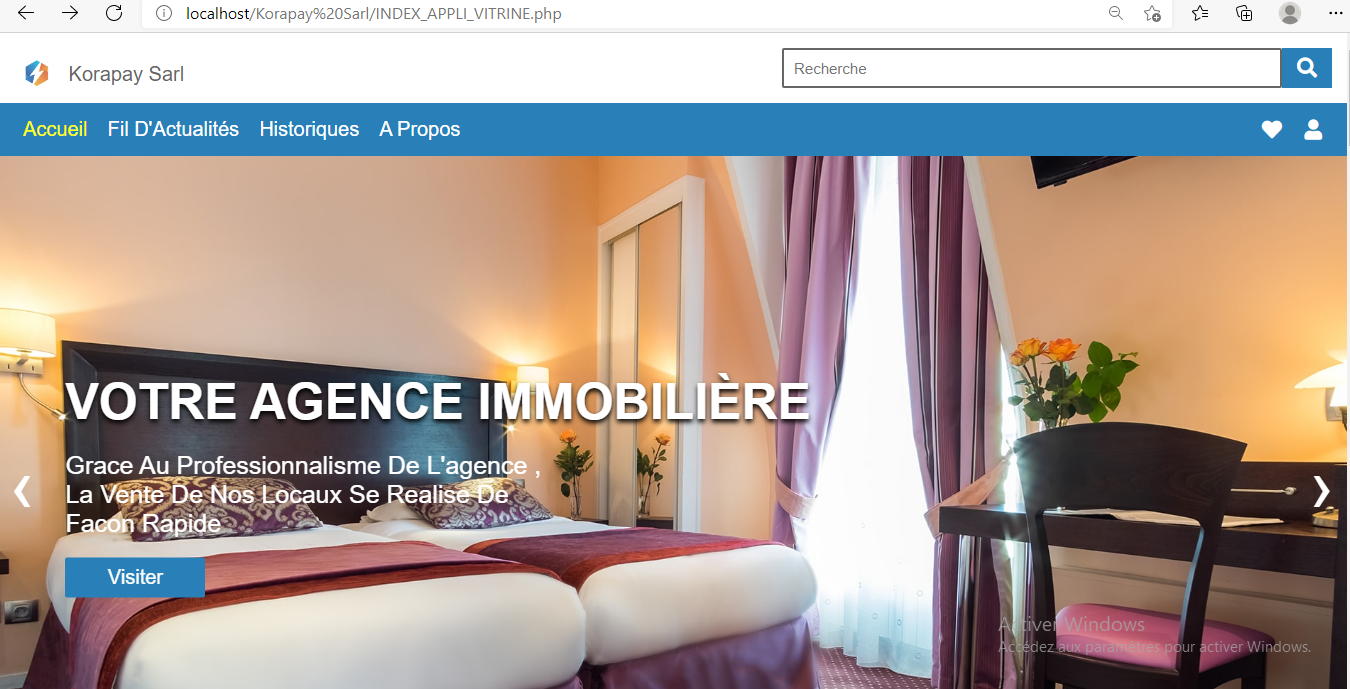 localhost/Korapay%20Sarl/INDEX_APPLI_VITRINE.php
Korapay Sarl
Recherche
Accueil Fil D'Actualités Historiques A Propos
VOTRE AGENCE IMMOBILIÈRE
Grace Au Professionnalisme De L'agence ,
La Vente De Nos Locaux Se Realise De
Facon Rapide
Visiter
Activer Windows
Accédez aux paramètres pour activer Windows.